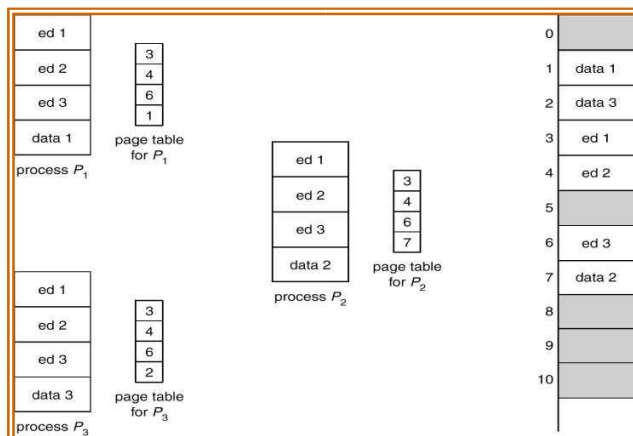 ed 1
ed 2
ed 3
data 1
process P1
3
4
6
1
page table
for P1
ed 1
ed 2
ed 3
data 2
process P2
3
4
6
7
page table
for P2
ed 1
ed 2
ed 3
data 3
process P3
3
4
6
2
page table
for P3
0
1 data 1
2 data 3
3 ed 1
4 ed 2
5
6 ed 3
7 data 2
8
9
10